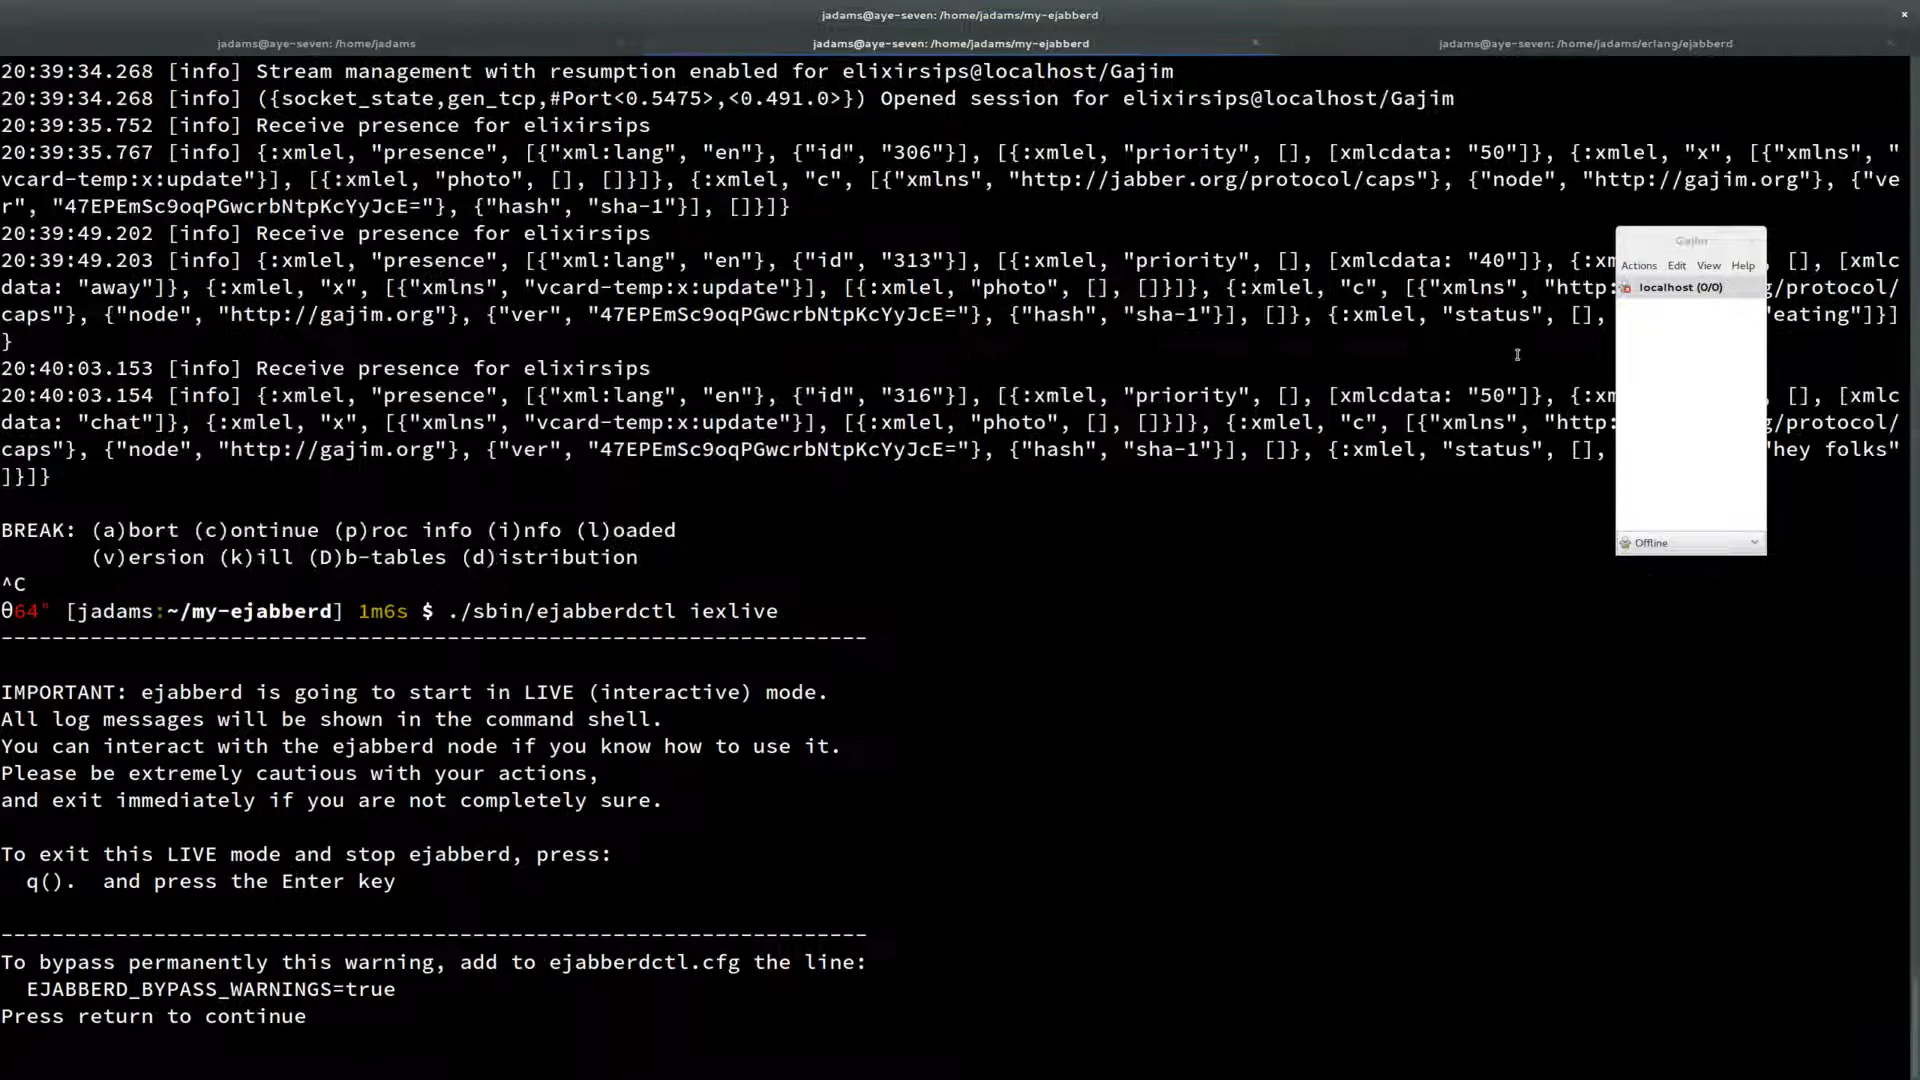 jadams@aye-seven: /home/jadams/my-ejabberd
jadams@aye-seven: /home/jadams
jadams@aye-seven: /home/jadams/my-ejabberd
jadams@aye-seven: /home/jadams/erlang/ejabberd
20:39:34.268 [info] Stream management with resumption enabled for elixirsips@localhost/Gajim
20:39:34.268 [info] ({socket_state,gen_tcp,#Port<0.5475>,<0.491.0>}) Opened session for elixirsips@localhost/Gajim
20:39:35.752 [info] Receive presence for elixirsips
20:39:35.767 [info] {:xmlel, "presence", [{"xml:lang", "en"}, {"id", "306"}], [{:xmlel, "priority", [], [xmlcdata: "50"]}, {:xmlel, "x", [{"xmlns", "
vcard-temp:x:update"}], [{:xmlel, "photo", [], []}]}, {:xmlel, "c", [{"xmlns", "http://jabber.org/protocol/caps"}, {"node", "http://gajim.org"}, {"ve
r", "47EPEmSc9oqPGwcrbNtpKcYyJcE="}, {"hash", "sha-1"}], []}]}
20:39:49.202 [info] Receive presence for elixirsips
20:39:49.203 [info] {:xmlel, "presence", [{"xml:lang", "en"}, {"id", "313"}], [{:xmlel, "priority", [], [xmlcdata: "40"]}, {:xm [], [xmlc
data: "away"]}, {:xmlel, "x", [{"xmlns", "vcard-temp:x:update"}], [{:xmlel, "photo", [], []}]}, {:xmlel, "c", [{"xmlns", "http: g/protocol/
caps"}, {"node", "http://gajim.org"}, {"ver", "47EPEmSc9oqPGwcrbNtpKcYyJcE="}, {"hash", "sha-1"}], []}, {:xmlel, "status", [], "eating"]}]
}
20:40:03.153 [info] Receive presence for elixirsips
20:40:03.154 [info] {:xmlel, "presence", [{"xml:lang", "en"}, {"id", "316"}], [{:xmlel, "priority", [], [xmlcdata: "50"]}, {:xm , [], [xmlc
data: "chat"]}, {:xmlel, "x", [{"xmlns", "vcard-temp:x:update"}], [{:xmlel, "photo", [], []}]}, {:xmlel, "c", [{"xmlns", "http: g/protocol/
caps"}, {"node", "http://gajim.org"}, {"ver", "47EPEmSc9oqPGwcrbNtpKcYyJcE="}, {"hash", "sha-1"}], []}, {:xmlel, "status", [], "hey folks"
]}]}
Gajim
Actions Edit View Help
localhost (0/0)
Offline
BREAK: (a)bort (c)ontinue (p)roc info (i)nfo (l)oaded
(v)ersion (k)ill (D)b-tables (d)istribution
^C
θ64° [jadams:~/my-ejabberd] 1m6s $ ./sbin/ejabberdctl iexlive
--------------------------------------------------------------------
IMPORTANT: ejabberd is going to start in LIVE (interactive) mode.
All log messages will be shown in the command shell.
You can interact with the ejabberd node if you know how to use it.
Please be extremely cautious with your actions,
and exit immediately if you are not completely sure.
To exit this LIVE mode and stop ejabberd, press:
q(). and press the Enter key
--------------------------------------------------------------------
To bypass permanently this warning, add to ejabberdctl.cfg the line:
EJABBERD_BYPASS_WARNINGS=true
Press return to continue